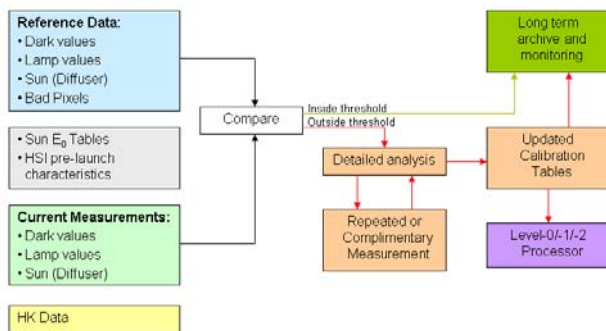 Reference Data:
• Dark values
• Lamp values
• Sun (Diffuser)
• Bad Pixels
• Sun E0 Tables
• HSI pre-launch
characteristics
Current Measurements:
• Dark values
• Lamp values
• Sun (Diffuser)
HK Data
Compare
Inside threshold
Outside threshold
Detailed analysis
Repeated or
Complimentary
Measurement
Long term
archive and
monitoring
Updated
Calibration
Tables
Level-0/-1/-2
Processor